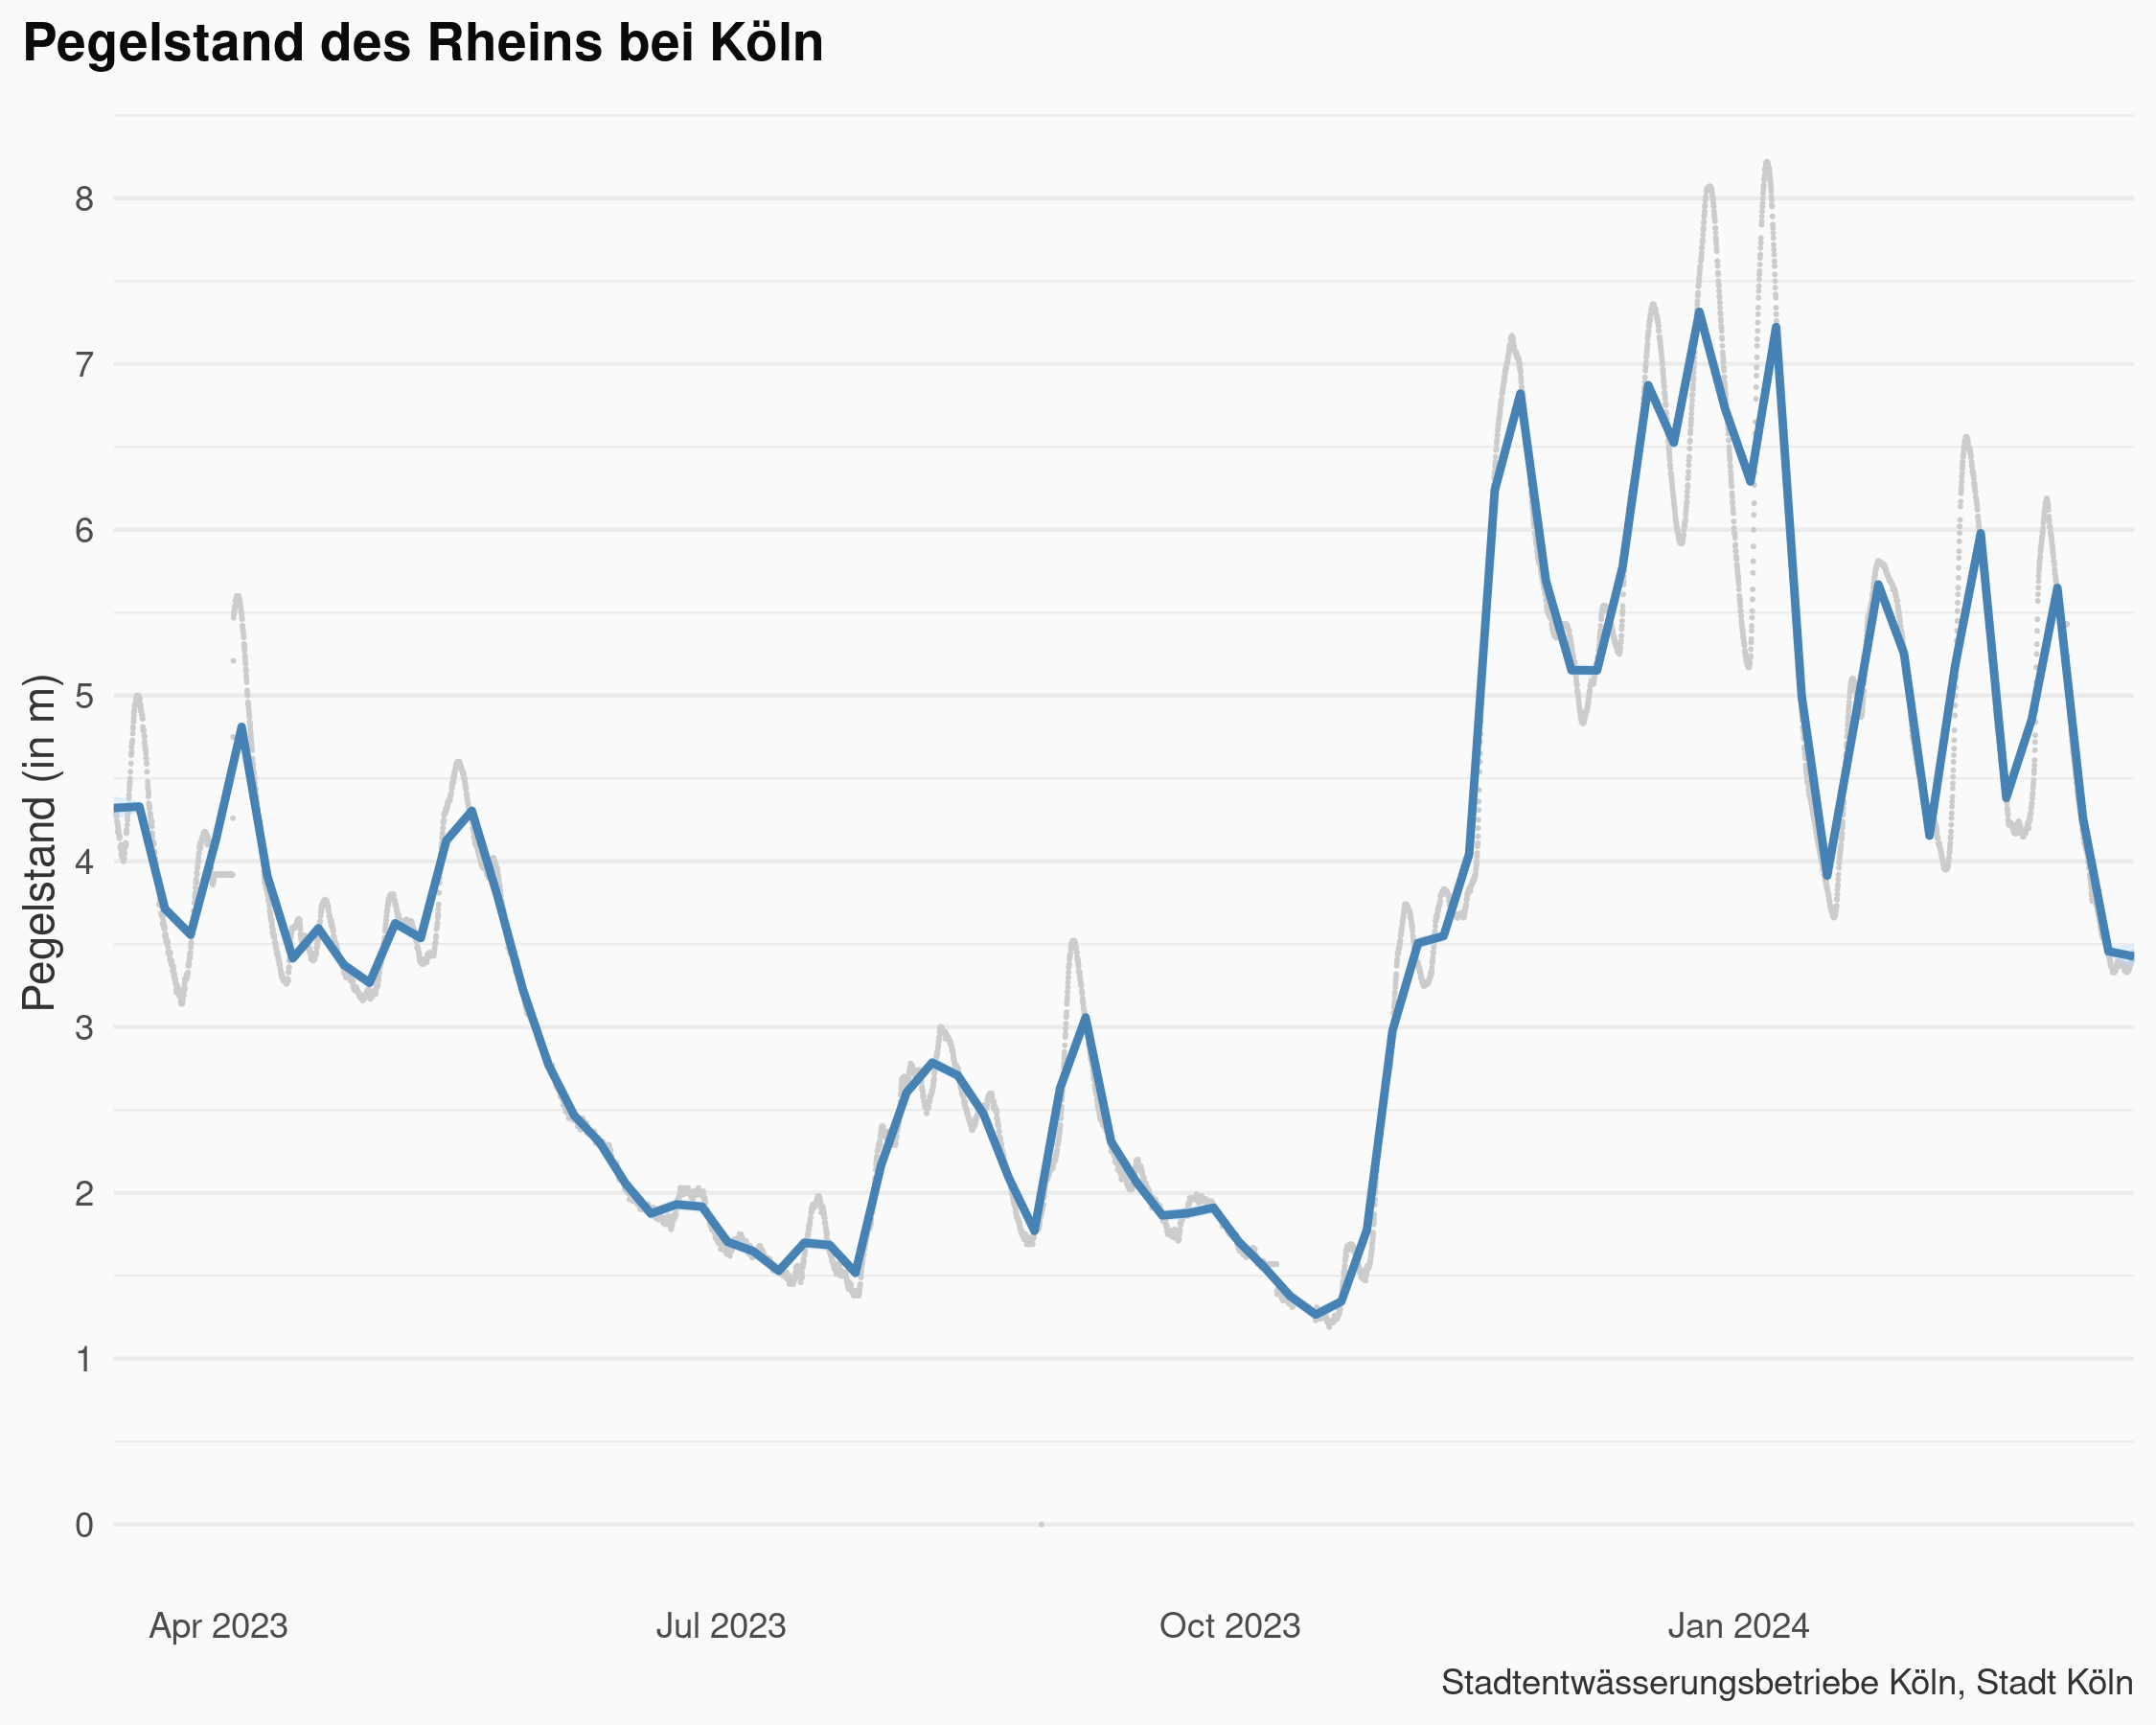 Pegelstand des Rheins bei Köln
Pegelstand (in m)
8
7
6
5
4
3
2
1
0
Apr 2023
Jul 2023
Oct 2023
Jan 2024
Stadtentwässerungsbetriebe Köln, Stadt Köln